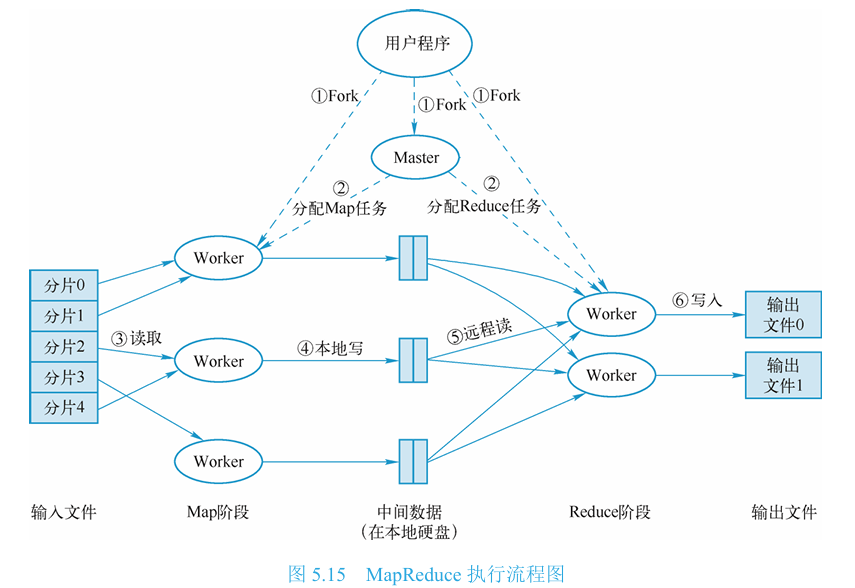 用户程序
①Fork
①Fork
①Fork
Master
②
分配Map任务
②
分配Reduce任务
分片0
分片1
分片2
分片3
分片4
③读取
Worker
Worker
Worker
④本地写
⑤远程读
Worker
Worker
⑥写入
输出
文件0
输出
文件1
输入文件
Map阶段
中间数据
（在本地硬盘）
Reduce阶段
输出文件
图 5.15 MapReduce 执行流程图